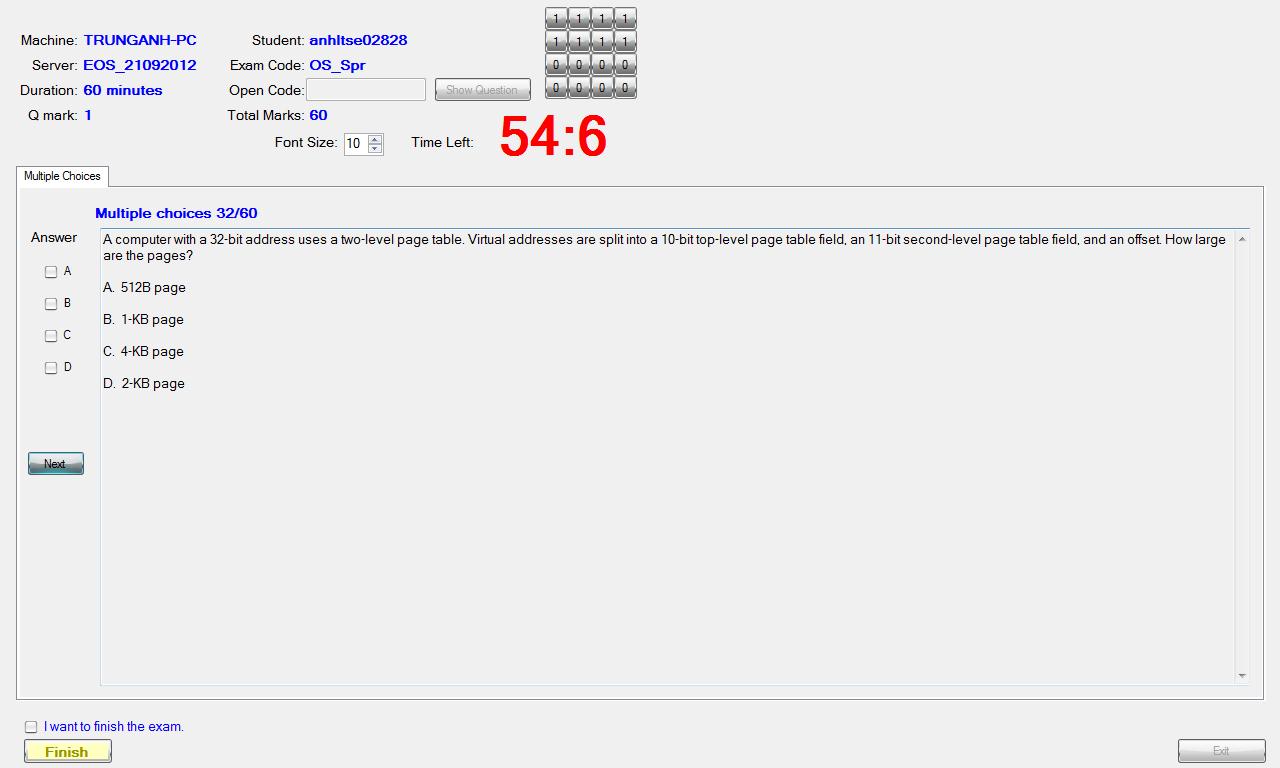 Machine: TRUNGANH-PC Student: anhltse02828
Server: EOS_21092012 Exam Code: OS_Spr
Duration: 60 minutes Open Code: Show Question
Q mark: 1 Total Marks: 60
Font Size: 10 Time Left: 54:6
1 1 1 1
1 1 1 1
0 0 0 0
0 0 0 0
Multiple Choices
Multiple choices 32/60
Answer
A
B
C
D
Next
A computer with a 32-bit address uses a two-level page table. Virtual addresses are split into a 10-bit top-level page table field, an 11-bit second-level page table field, and an offset. How large
are the pages?
A. 512B page
B. 1-KB page
C. 4-KB page
D. 2-KB page
I want to finish the exam.
Finish
Exit